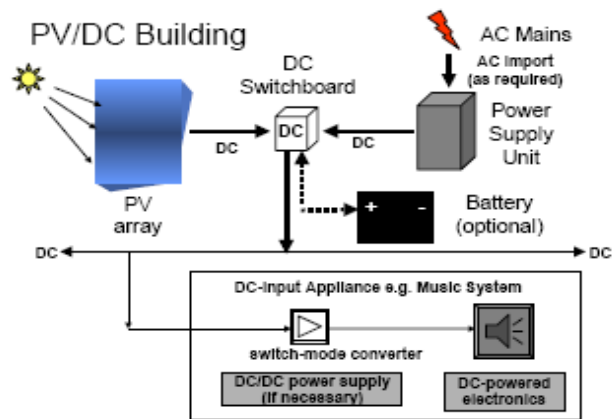 PV/DC Building
AC Mains
AC Import
(as required)
DC
Switchboard
DC
DC
DC
Power
Supply
Unit
PV
array
+ -
Battery
(optional)
DC
DC
DC-Input Appliance e.g. Music System
switch-mode converter
DC/DC power supply
(If necessary)
DC-powered
electronics